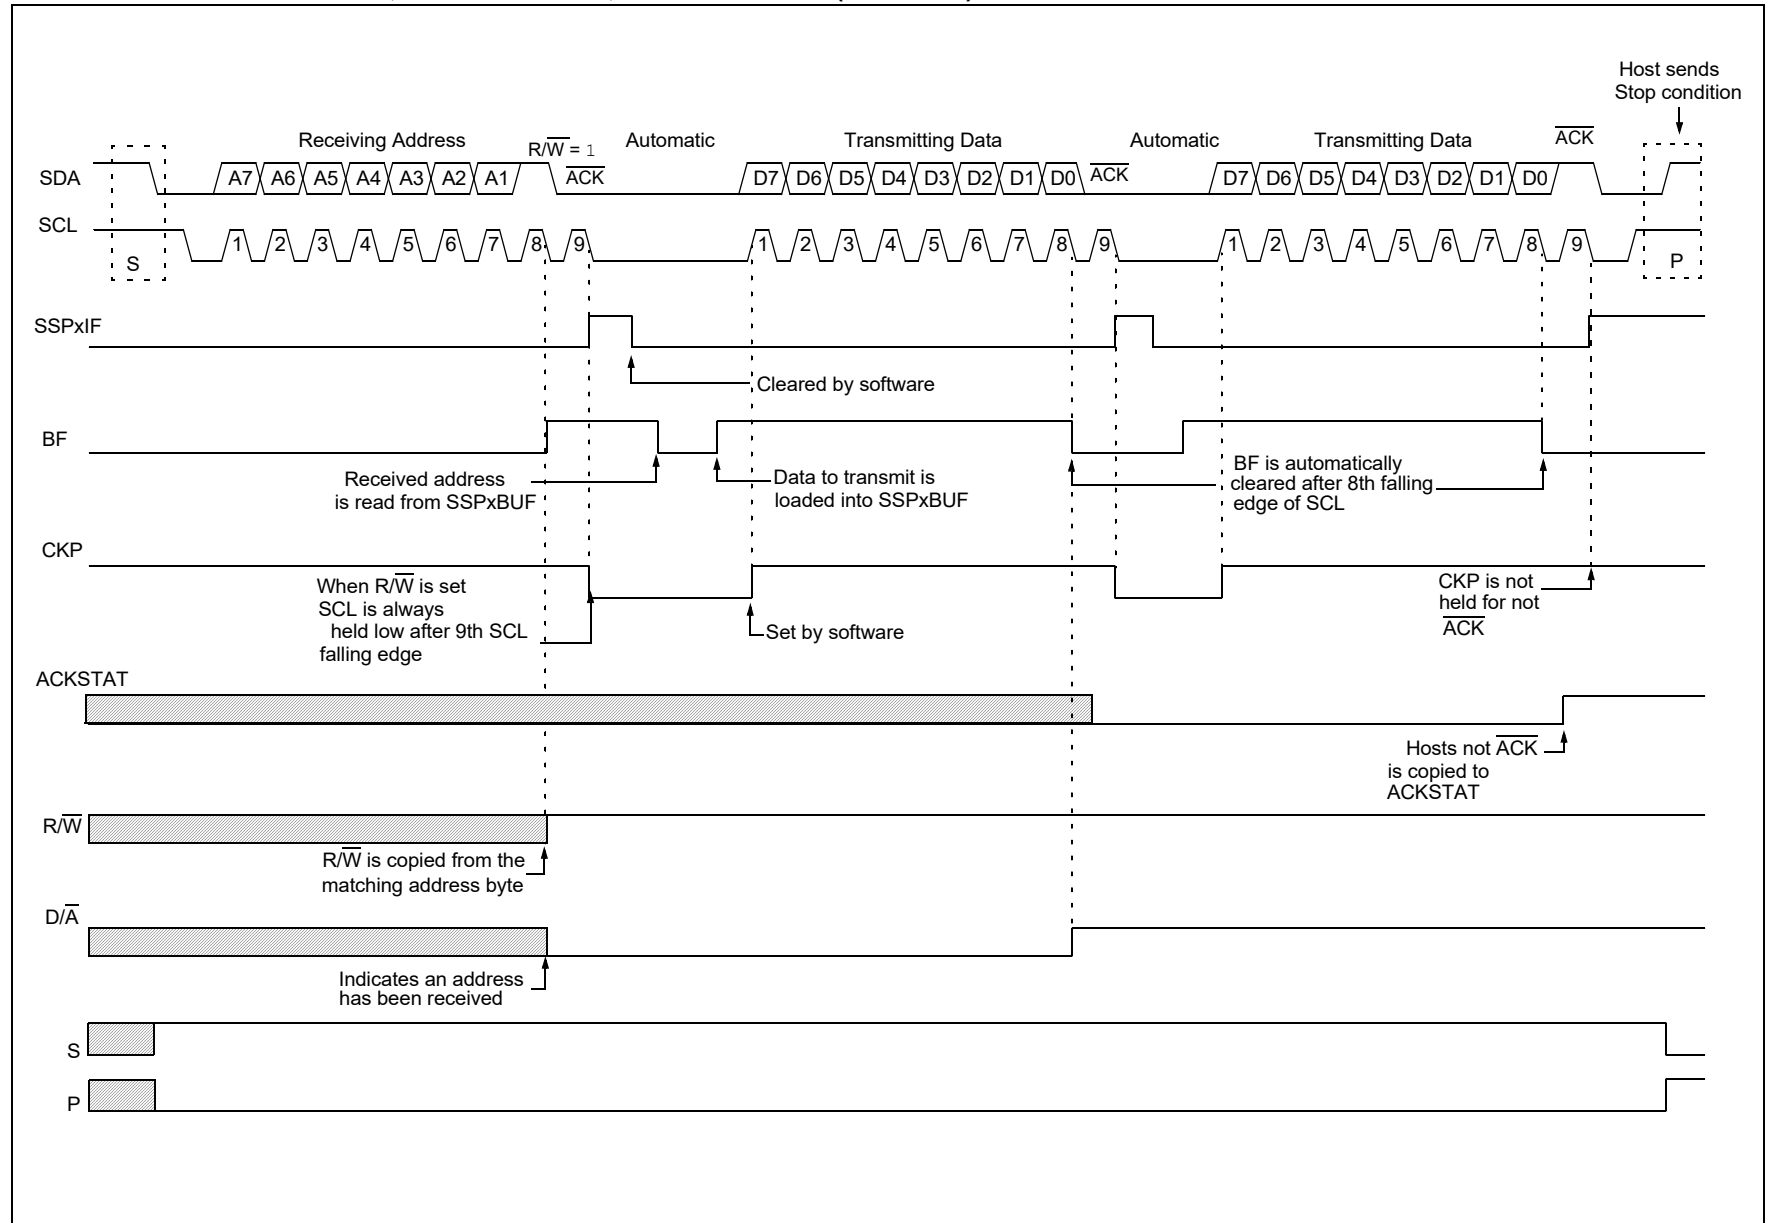 Host sends
Stop condition
Receiving Address
R/W̅ = 1
Automatic
Transmitting Data
Automatic
Transmitting Data
A̅C̅K̅
SDA
A7 A6 A5 A4 A3 A2 A1
A̅C̅K̅
D7 D6 D5 D4 D3 D2 D1 D0
A̅C̅K̅
D7 D6 D5 D4 D3 D2 D1 D0
SCL
S
1 2 3 4 5 6 7 8 9
1 2 3 4 5 6 7 8 9
1 2 3 4 5 6 7 8 9
P
SSPxIF
Cleared by software
BF
Received address
is read from SSPxBUF
Data to transmit is
loaded into SSPxBUF
BF is automatically
cleared after 8th falling
edge of SCL
CKP
When R/W̅ is set
SCL is always
held low after 9th SCL
falling edge
Set by software
CKP is not
held for not
A̅C̅K̅
ACKSTAT
Hosts not A̅C̅K̅
is copied to
ACKSTAT
R/W̅
R/W̅ is copied from the
matching address byte
D/A̅
Indicates an address
has been received
S
P